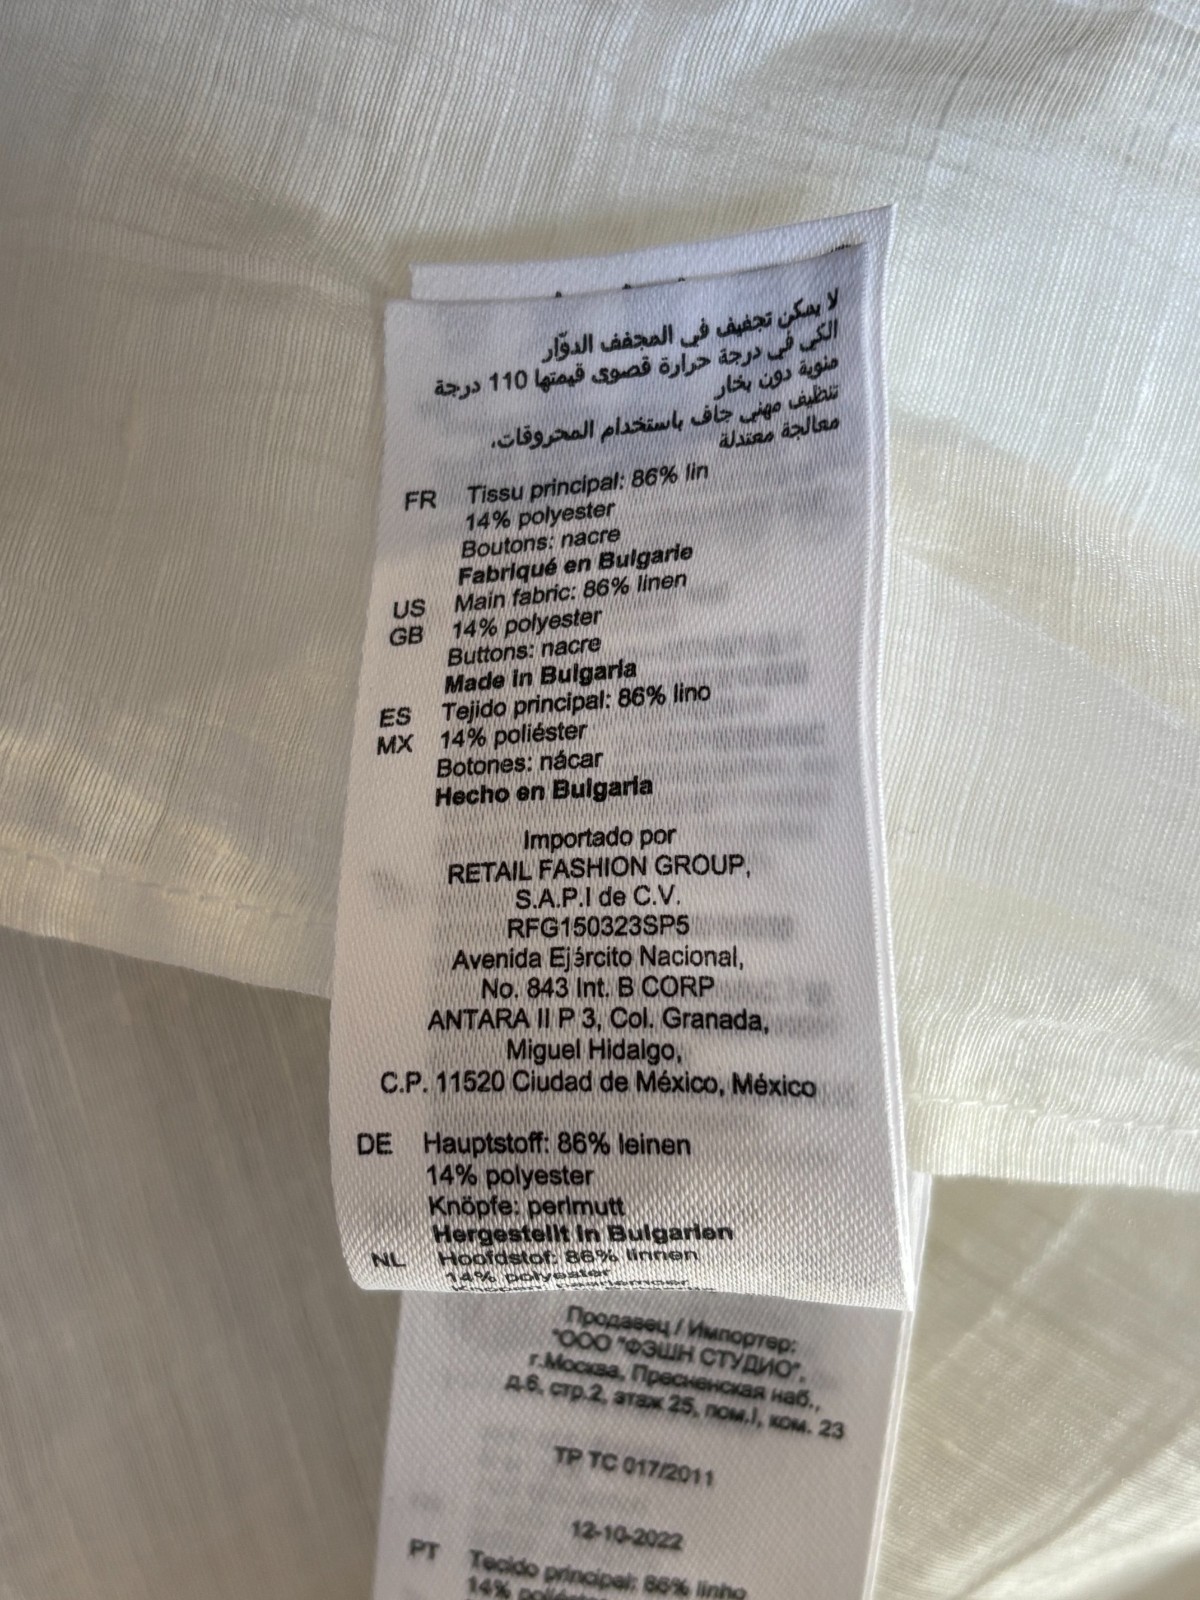 لا يمكن تجفيف في المجفف الدوّار
الكي في درجة حرارة قصوى قيمتها 110 درجة
مئوية دون بخار
تنظيف مهني جاف باستخدام المحروقات،
معالجة معتدلة
FR Tissu principal: 86% lin
14% polyester
Boutons: nacre
Fabriqué en Bulgarie
US Main fabric: 86% linen
GB 14% polyester
Buttons: nacre
Made in Bulgaria
ES Tejido principal: 86% lino
MX 14% poliéster
Botones: nácar
Hecho en Bulgaria
Importado por
RETAIL FASHION GROUP,
S.A.P.I de C.V.
RFG150323SP5
Avenida Ejército Nacional,
No. 843 Int. B CORP
ANTARA II P 3, Col. Granada,
Miguel Hidalgo,
C.P. 11520 Ciudad de México, México
DE Hauptstoff: 86% leinen
14% polyester
Knöpfe: perlmutt
Hergestellt in Bulgarien
NL Hoofdstof: 86% linnen
14% polyester
Продавец / Импортер:
"ООО "ФЭШН СТУДИО",
г.Москва, Пресненская наб.,
д.6, стр.2, этаж 25, пом.I, ком. 23
ТР ТС 017/2011
12-10-2022
PT Tecido principal: 86% linho
14% poliéster